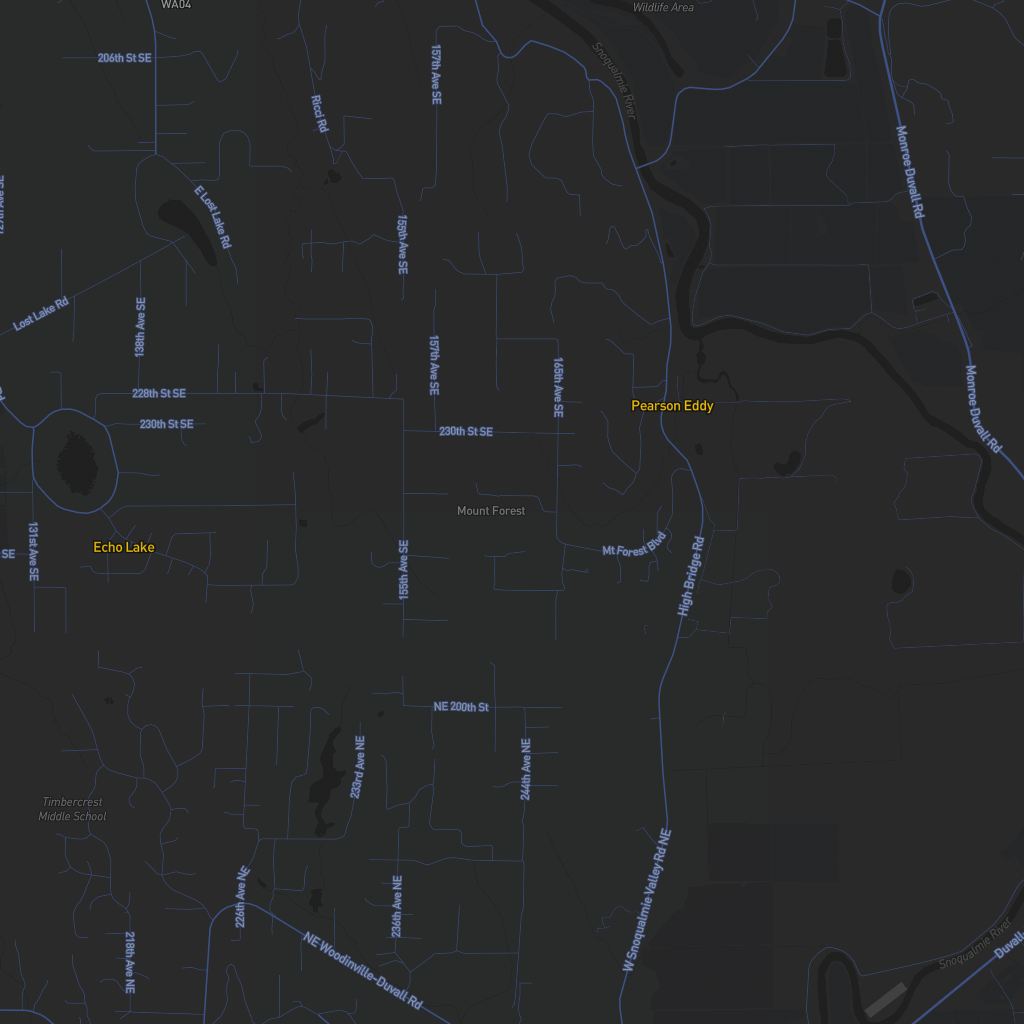 WA04
Wildlife Area
206th St SE
157th Ave SE
Snoqualmie River
Ricci Rd
Monroe-Duvall Rd
E Lost Lake Rd
155th Ave SE
Lost Lake Rd
138th Ave SE
157th Ave SE
165th Ave SE
Monroe-Duvall Rd
228th St SE
Pearson Eddy
230th St SE
230th St SE
Mount Forest
131st Ave SE
Echo Lake
SE
155th Ave SE
Mt Forest Blvd
High Bridge Rd
NE 200th St
233rd Ave NE
244th Ave NE
Timbercrest
Middle School
W Snoqualmie Valley Rd NE
226th Ave NE
236th Ave NE
218th Ave NE
NE Woodinville-Duvall Rd
Snoqualmie River
Duvall-